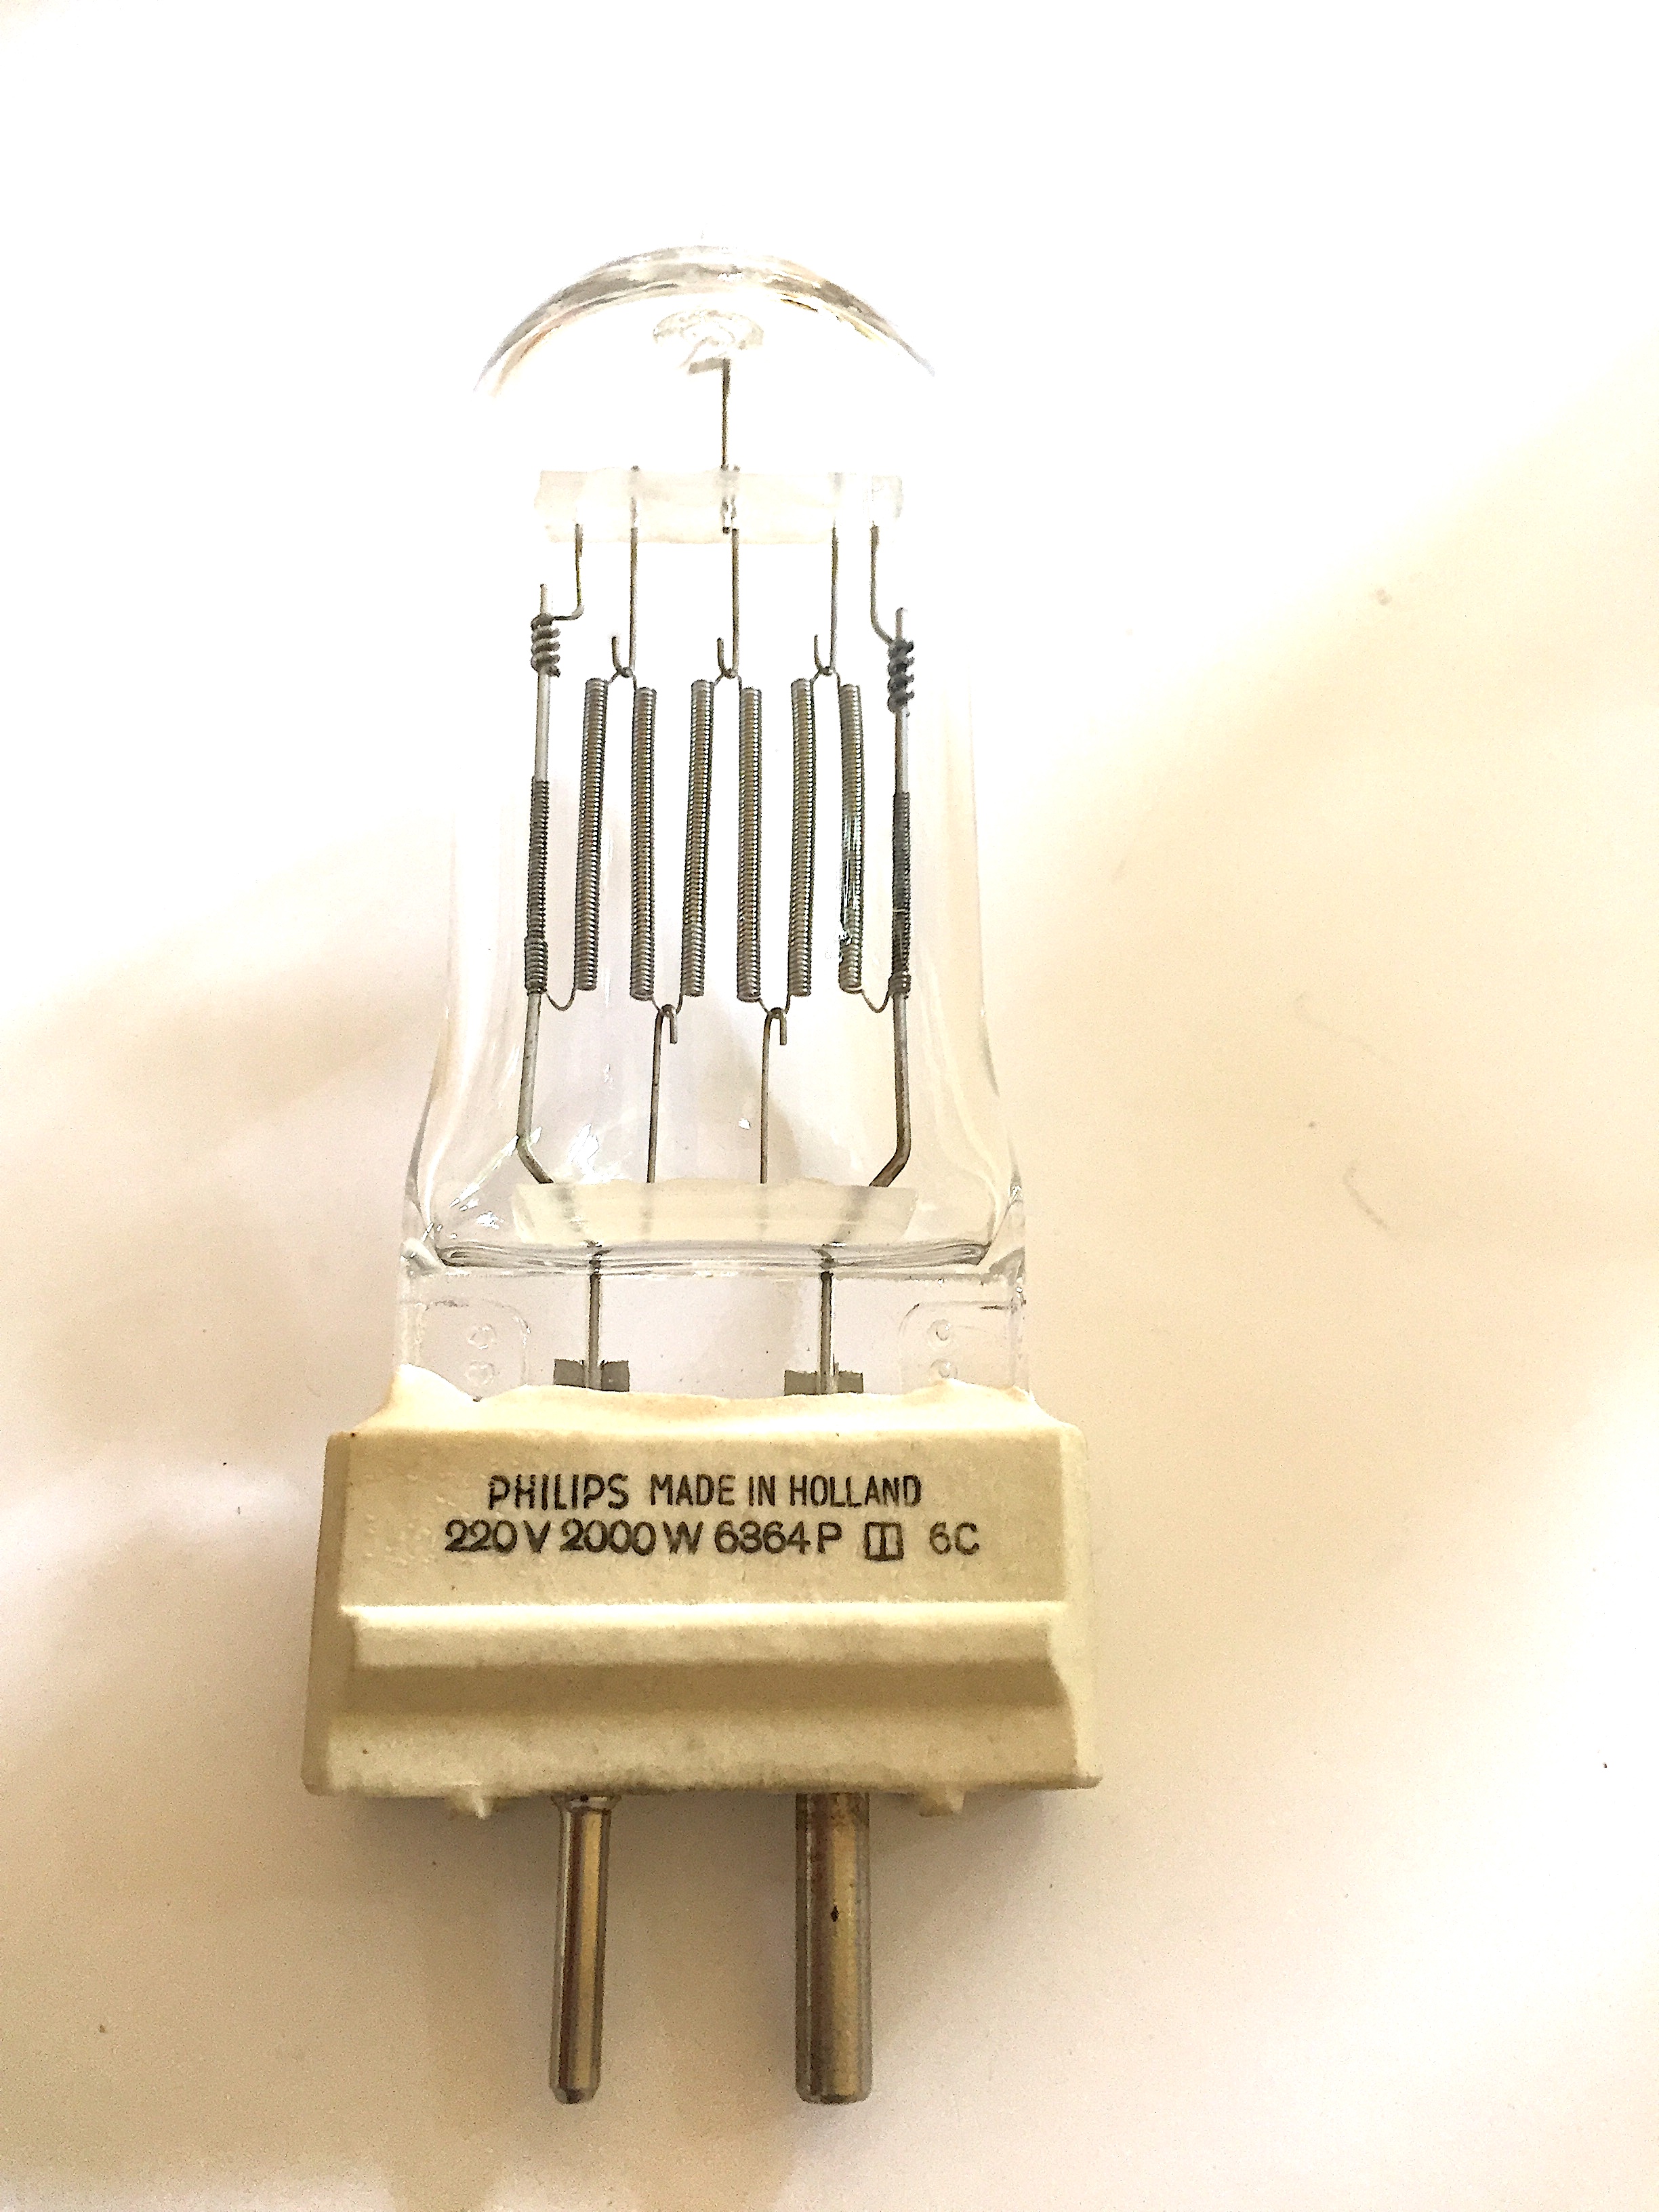 PHILIPS MADE IN HOLLAND
220V 2000W 6364P 6C